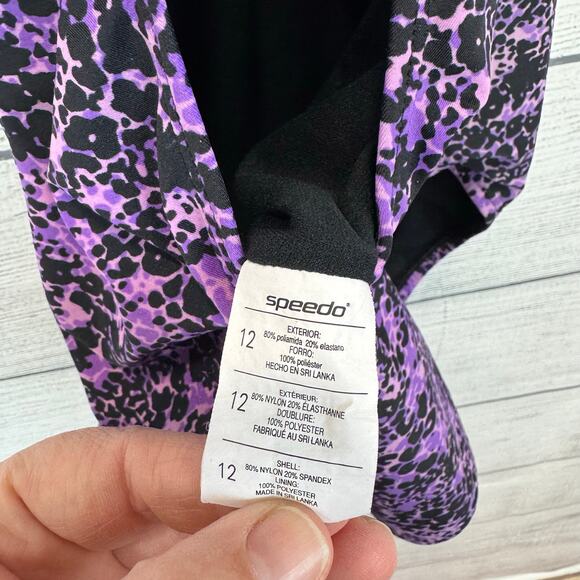 speedo®
EXTERIOR:
12 80% poliamida 20% elastano
FORRO:
100% poliéster
HECHO EN SRI LANKA
EXTÉRIEUR:
12 80% NYLON 20% ÉLASTHANNE
DOUBLURE:
100% POLYESTER
FABRIQUÉ AU SRI LANKA
SHELL:
12 80% NYLON 20% SPANDEX
LINING:
100% POLYESTER
MADE IN SRI LANKA